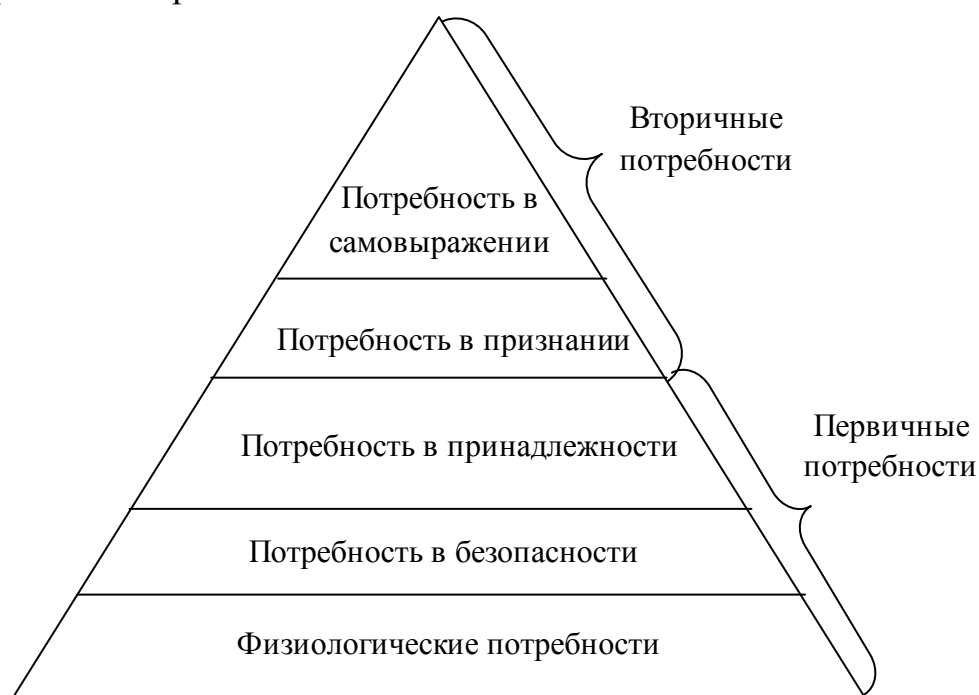 Вторичные
потребности
Потребность в
самовыражении
Потребность в признании
Первичные
потребности
Потребность в принадлежности
Потребность в безопасности
Физиологические потребности